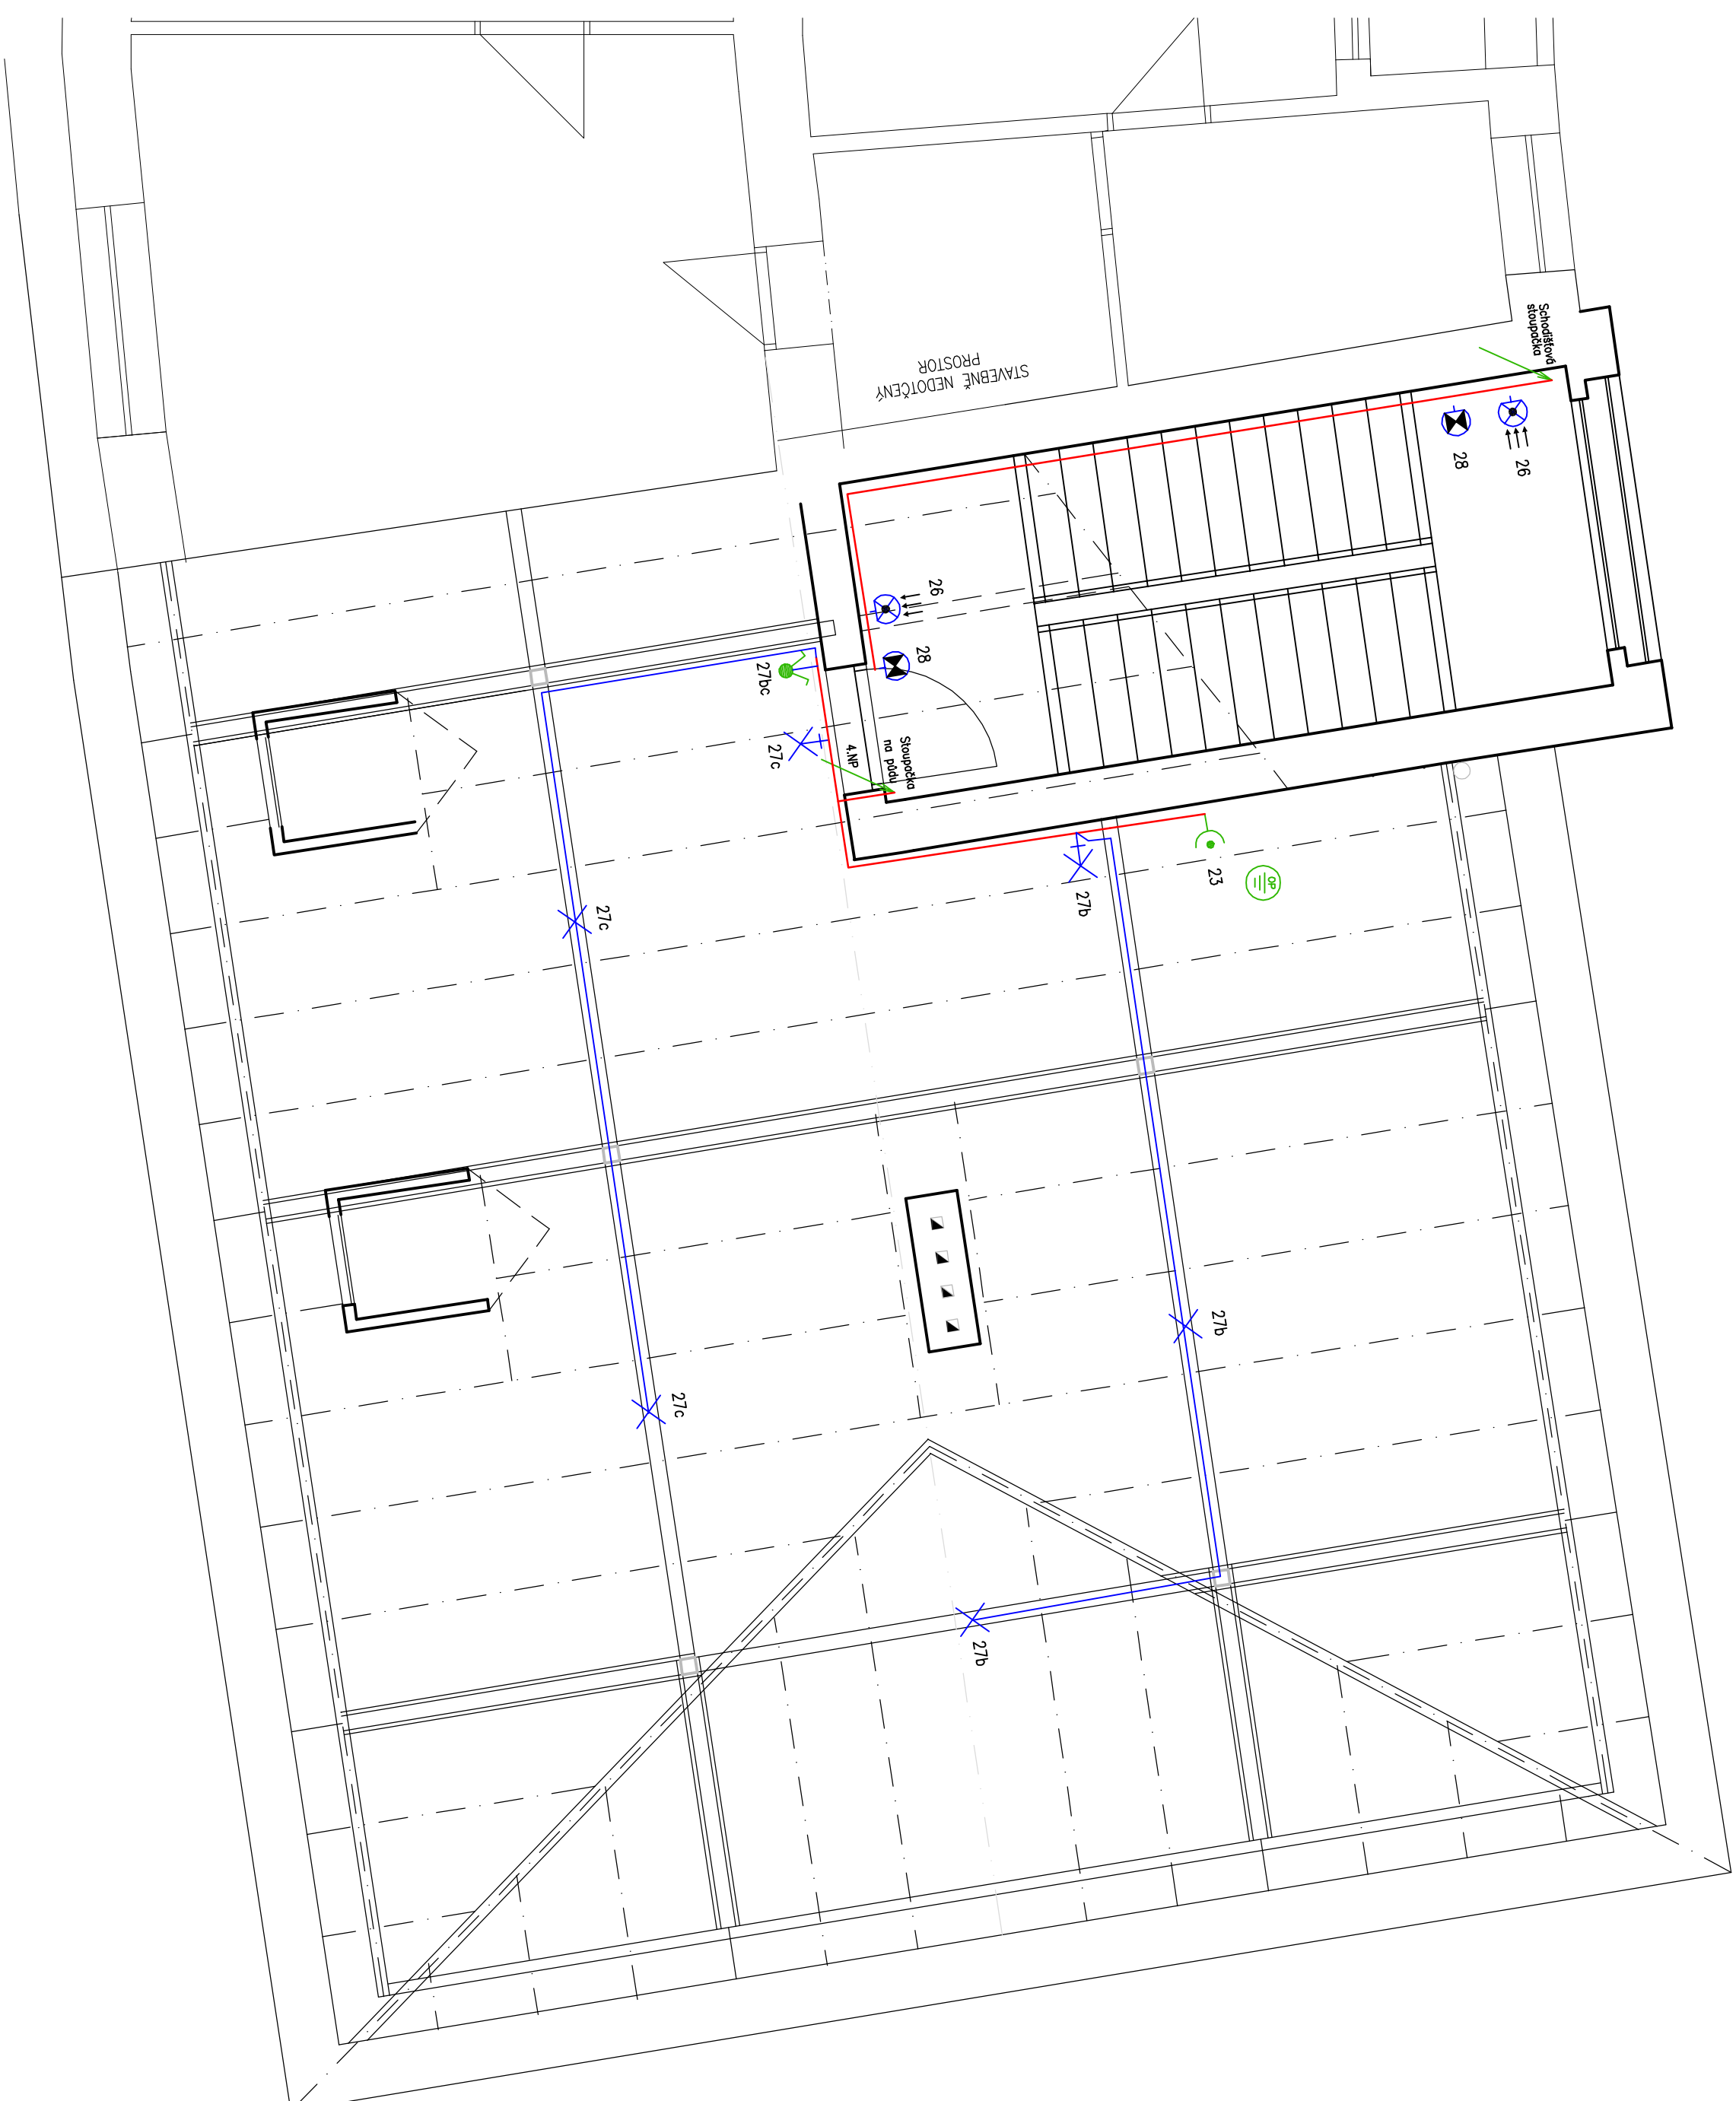 STAVEBNĚ NEDOTČENÝ
PROSTOR
Schodišťová
stoupačka
28
26
26
28
27bc
27c
4.NP
Stoupačka
na půdu
23
OP
27b
27c
27b
27c
27b